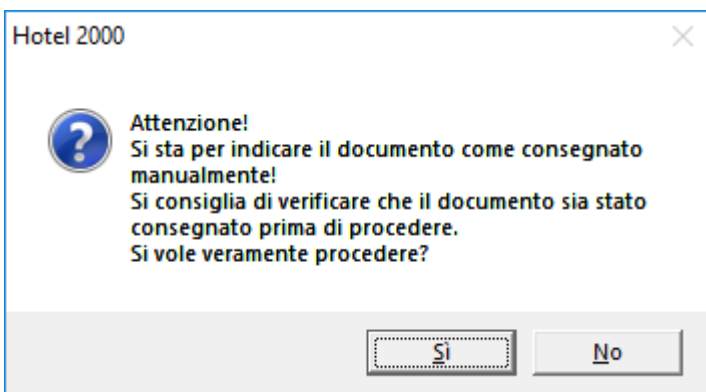 Hotel 2000
Attenzione!
Si sta per indicare il documento come consegnato
manualmente!
Si consiglia di verificare che il documento sia stato
consegnato prima di procedere.
Si vole veramente procedere?
Sì
No